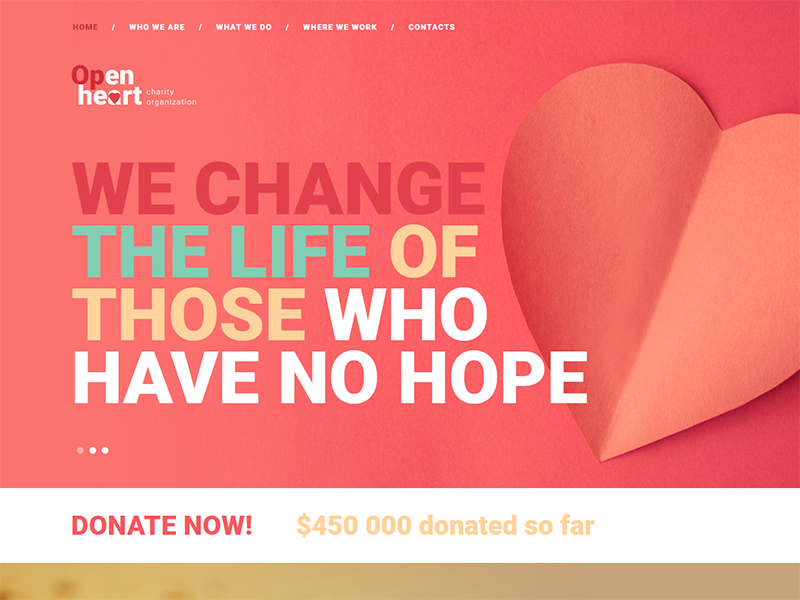 HOME / WHO WE ARE / WHAT WE DO / WHERE WE WORK / CONTACTS
Open
heart charity
organization
WE CHANGE
THE LIFE OF
THOSE WHO
HAVE NO HOPE
DONATE NOW! $450 000 donated so far